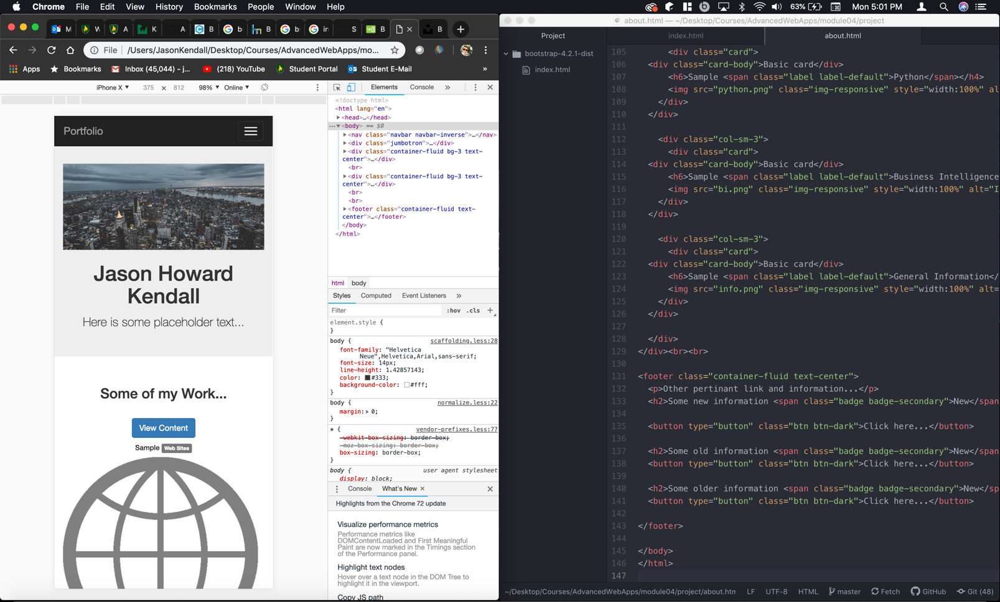 Chrome File Edit View History Bookmarks People Window Help
63% Mon 5:01 PM
M W A K A B b B b in S B B
File /Users/JasonKendall/Desktop/Courses/AdvancedWebApps/mo...
Apps Bookmarks Inbox (45,044) - j... (218) YouTube Student Portal Student E-Mail »
iPhone X ▼ 375 × 812 98% ▼ Online ▼
Portfolio
Jason Howard
Kendall
Here is some placeholder text...
Some of my Work...
View Content
Sample Web Sites
Elements Console »
<!doctype html>
<html lang="en">
▶<head>…</head>
…▼<body> == $0
▶<nav class="navbar navbar-inverse">…</nav>
▶<div class="jumbotron">…</div>
▶<div class="container-fluid bg-3 text-
center">…</div>
<br>
▶<div class="container-fluid bg-3 text-
center">…</div>
<br>
<br>
▶<footer class="container-fluid text-
center">…</footer>
</body>
</html>
html body
Styles Computed Event Listeners »
Filter :hov .cls +
element.style {
}
body { scaffolding.less:28
font-family: "Helvetica
Neue",Helvetica,Arial,sans-serif;
font-size: 14px;
line-height: 1.42857143;
color: #333;
background-color: #fff;
}
body { normalize.less:22
margin:▶ 0;
}
* { vendor-prefixes.less:77
-webkit-box-sizing: border-box;
-moz-box-sizing: border-box;
box-sizing: border-box;
}
body { user agent stylesheet
display: block;
Console What's New ×
Highlights from the Chrome 72 update
Visualize performance metrics
Performance metrics like
DOMContentLoaded and First Meaningful
Paint are now marked in the Timings section
of the Performance panel.
Highlight text nodes
Hover over a text node in the DOM Tree to
highlight it in the viewport.
Copy JS path
about.html — ~/Desktop/Courses/AdvancedWebApps/module04/project
Project
bootstrap-4.2.1-dist
index.html
index.html about.html
105 <div class="card">
106 <div class="card-body">Basic card</div>
107 <h6>Sample <span class="label label-default">Python</span></h4>
108 <img src="python.png" class="img-responsive" style="width:100%" al
109 </div>
110 </div>
111
112 <div class="col-sm-3">
113 <div class="card">
114 <div class="card-body">Basic card</div>
115 <h6>Sample <span class="label label-default">Business Intelligence
116 <img src="bi.png" class="img-responsive" style="width:100%" alt="I
117 </div>
118 </div>
119
120 <div class="col-sm-3">
121 <div class="card">
122 <div class="card-body">Basic card</div>
123 <h6>Sample <span class="label label-default">General Information</
124 <img src="info.png" class="img-responsive" style="width:100%" alt=
125 </div>
126 </div>
127
128 </div>
129 </div><br><br>
130
131 <footer class="container-fluid text-center">
132 <p>Other pertinant link and information...</p>
133 <h2>Some new information <span class="badge badge-secondary">New</span
134
135 <button type="button" class="btn btn-dark">Click here...</button>
136
137 <h2>Some old information <span class="badge badge-secondary">New</span
138 <button type="button" class="btn btn-dark">Click here...</button>
139
140 <h2>Some older information <span class="badge badge-secondary">New</sp
141 <button type="button" class="btn btn-dark">Click here...</button>
142
143 </footer>
144
145 </body>
146 </html>
147
~/Desktop/Courses/AdvancedWebApps/module04/project/about.htm LF UTF-8 HTML master Fetch GitHub Git (48)